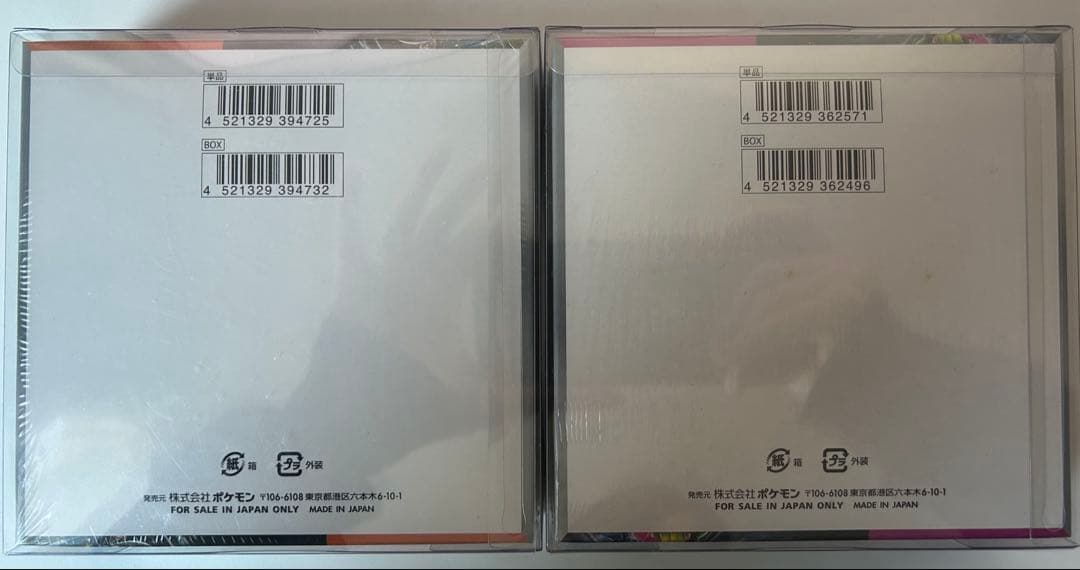 単品
4 521329 394725
BOX
4 521329 394732
紙 箱 プラ 外装
発売元 株式会社 ポケモン 〒106-6108 東京都港区六本木6-10-1
FOR SALE IN JAPAN ONLY MADE IN JAPAN
単品
4 521329 362571
BOX
4 521329 362496
紙 箱 プラ 外装
発売元 株式会社 ポケモン 〒106-6108 東京都港区六本木6-10-1
FOR SALE IN JAPAN ONLY MADE IN JAPAN